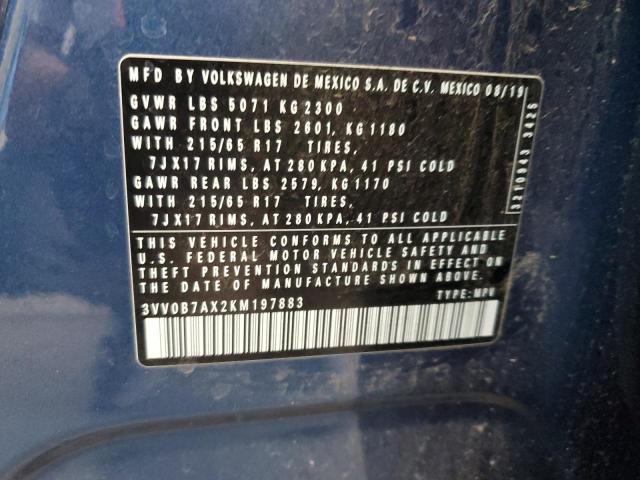 MFD BY VOLKSWAGEN DE MEXICO S.A. DE C.V. MEXICO 08/19
GVWR LBS 5071 KG 2300
GAWR FRONT LBS 2601, KG 1180
WITH 215/65 R17 TIRES,
7JX17 RIMS, AT 280 KPA, 41 PSI COLD
GAWR REAR LBS 2579, KG 1170
WITH 215/65 R17 TIRES,
7JX17 RIMS, AT 280 KPA, 41 PSI COLD
THIS VEHICLE CONFORMS TO ALL APPLICABLE
U.S. FEDERAL MOTOR VEHICLE SAFETY AND
THEFT PREVENTION STANDARDS IN EFFECT ON
THE DATE OF MANUFACTURE SHOWN ABOVE.
3VV0B7AX2KM197883 TYPE: MPV
3210943 3425